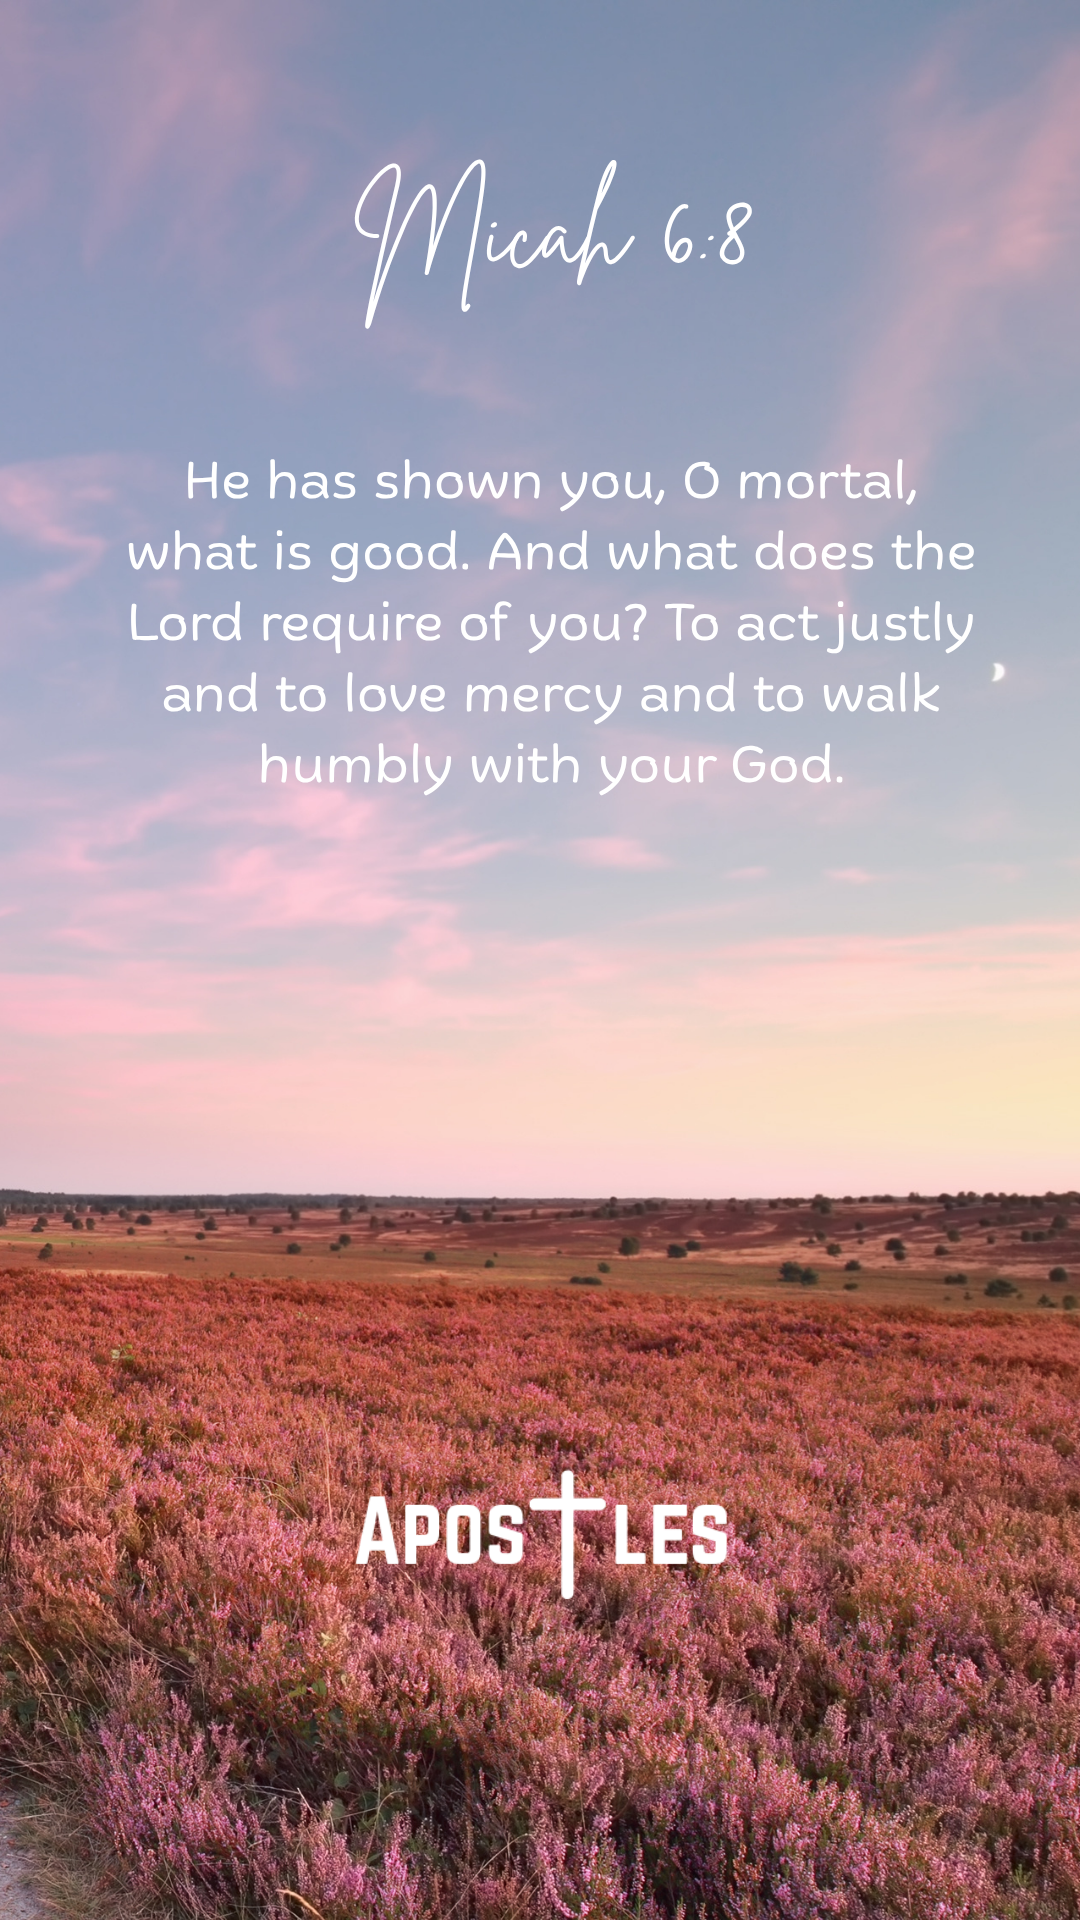 Micah 6:8
He has shown you, O mortal,
what is good. And what does the
Lord require of you? To act justly
and to love mercy and to walk
humbly with your God.
APOSTLES